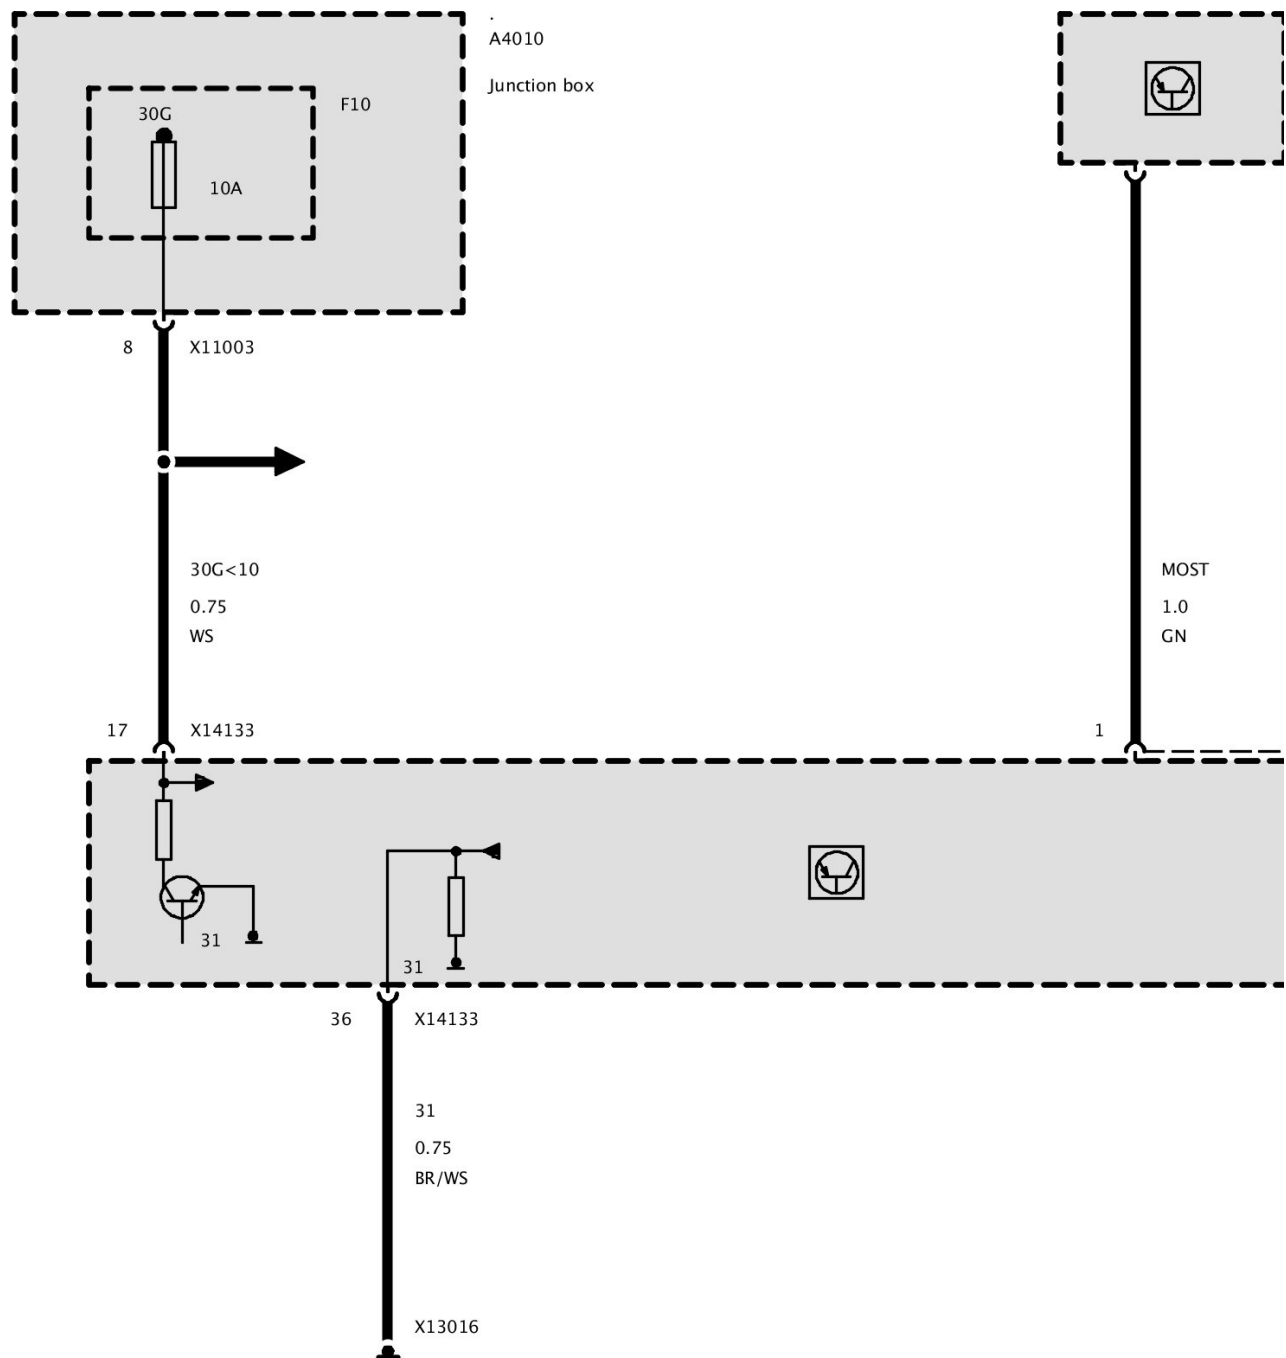 .
A4010
Junction box
F10
30G
10A
8 X11003
30G<10
0.75
WS
MOST
1.0
GN
17 X14133
1
31
31
36 X14133
31
0.75
BR/WS
X13016